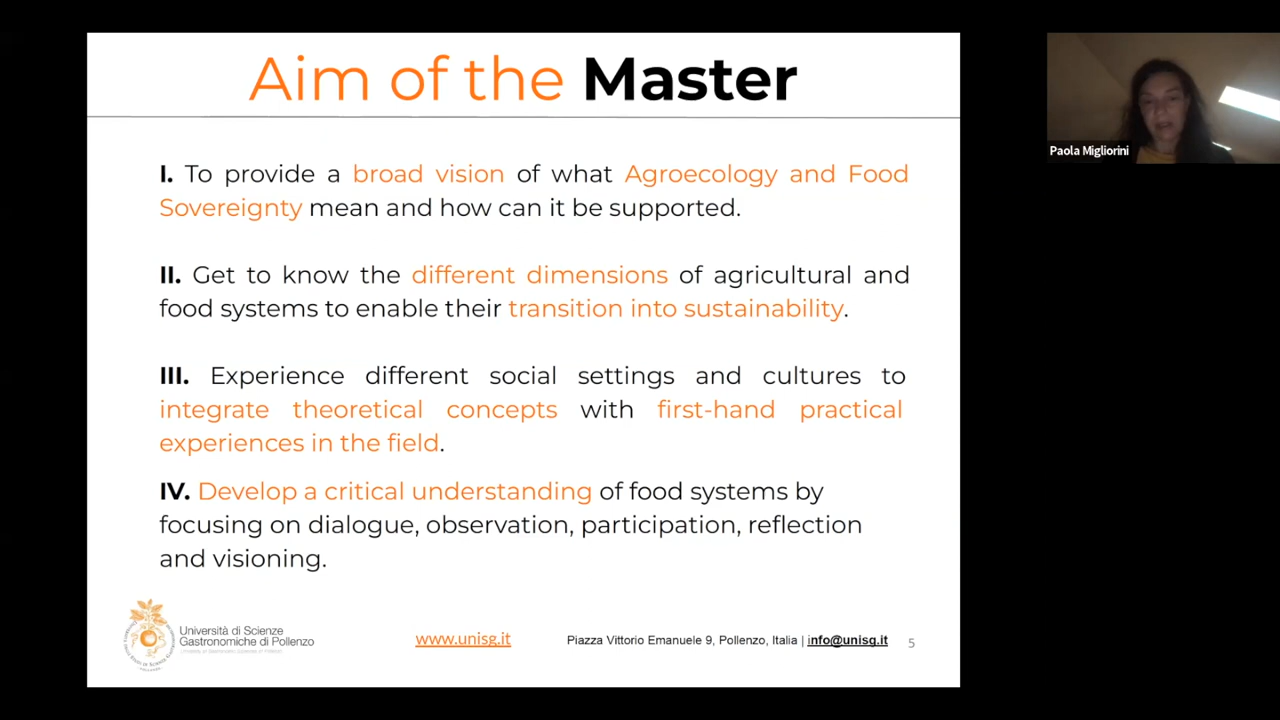 Aim of the Master
Paola Migliorini
I. To provide a broad vision of what Agroecology and Food
Sovereignty mean and how can it be supported.
II. Get to know the different dimensions of agricultural and
food systems to enable their transition into sustainability.
III. Experience different social settings and cultures to
integrate theoretical concepts with first-hand practical
experiences in the field.
IV. Develop a critical understanding of food systems by
focusing on dialogue, observation, participation, reflection
and visioning.
Università di Scienze
Gastronomiche di Pollenzo
www.unisg.it
Piazza Vittorio Emanuele 9, Pollenzo, Italia | info@unisg.it
5